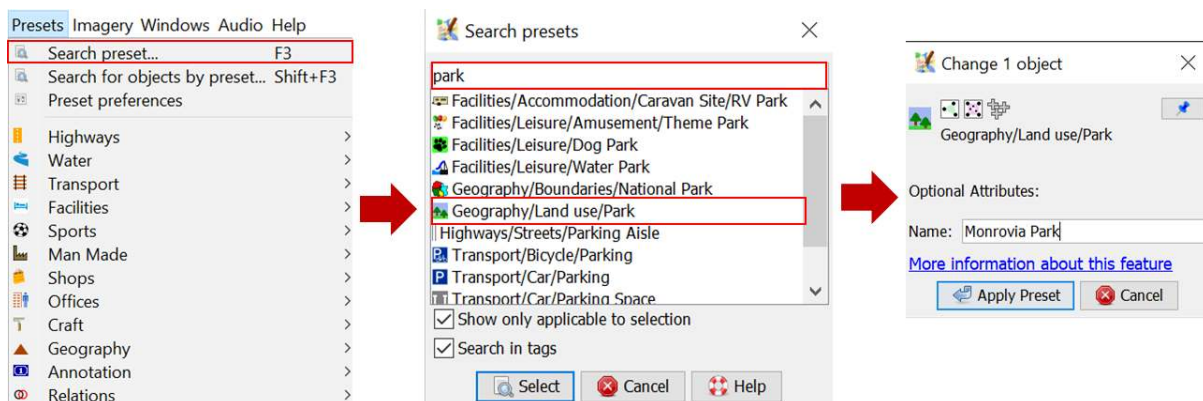 Presets Imagery Windows Audio Help
Search preset... F3
Search for objects by preset... Shift+F3
Preset preferences
Highways
Water
Transport
Facilities
Sports
Man Made
Shops
Offices
Craft
Geography
Annotation
Relations
Search presets
park
Facilities/Accommodation/Caravan Site/RV Park
Facilities/Leisure/Amusement/Theme Park
Facilities/Leisure/Dog Park
Facilities/Leisure/Water Park
Geography/Boundaries/National Park
Geography/Land use/Park
Highways/Streets/Parking Aisle
Transport/Bicycle/Parking
Transport/Car/Parking
Transport/Car/Parking Space
Show only applicable to selection
Search in tags
Select Cancel Help
Change 1 object
Geography/Land use/Park
Optional Attributes:
Name: Monrovia Park
More information about this feature
Apply Preset Cancel